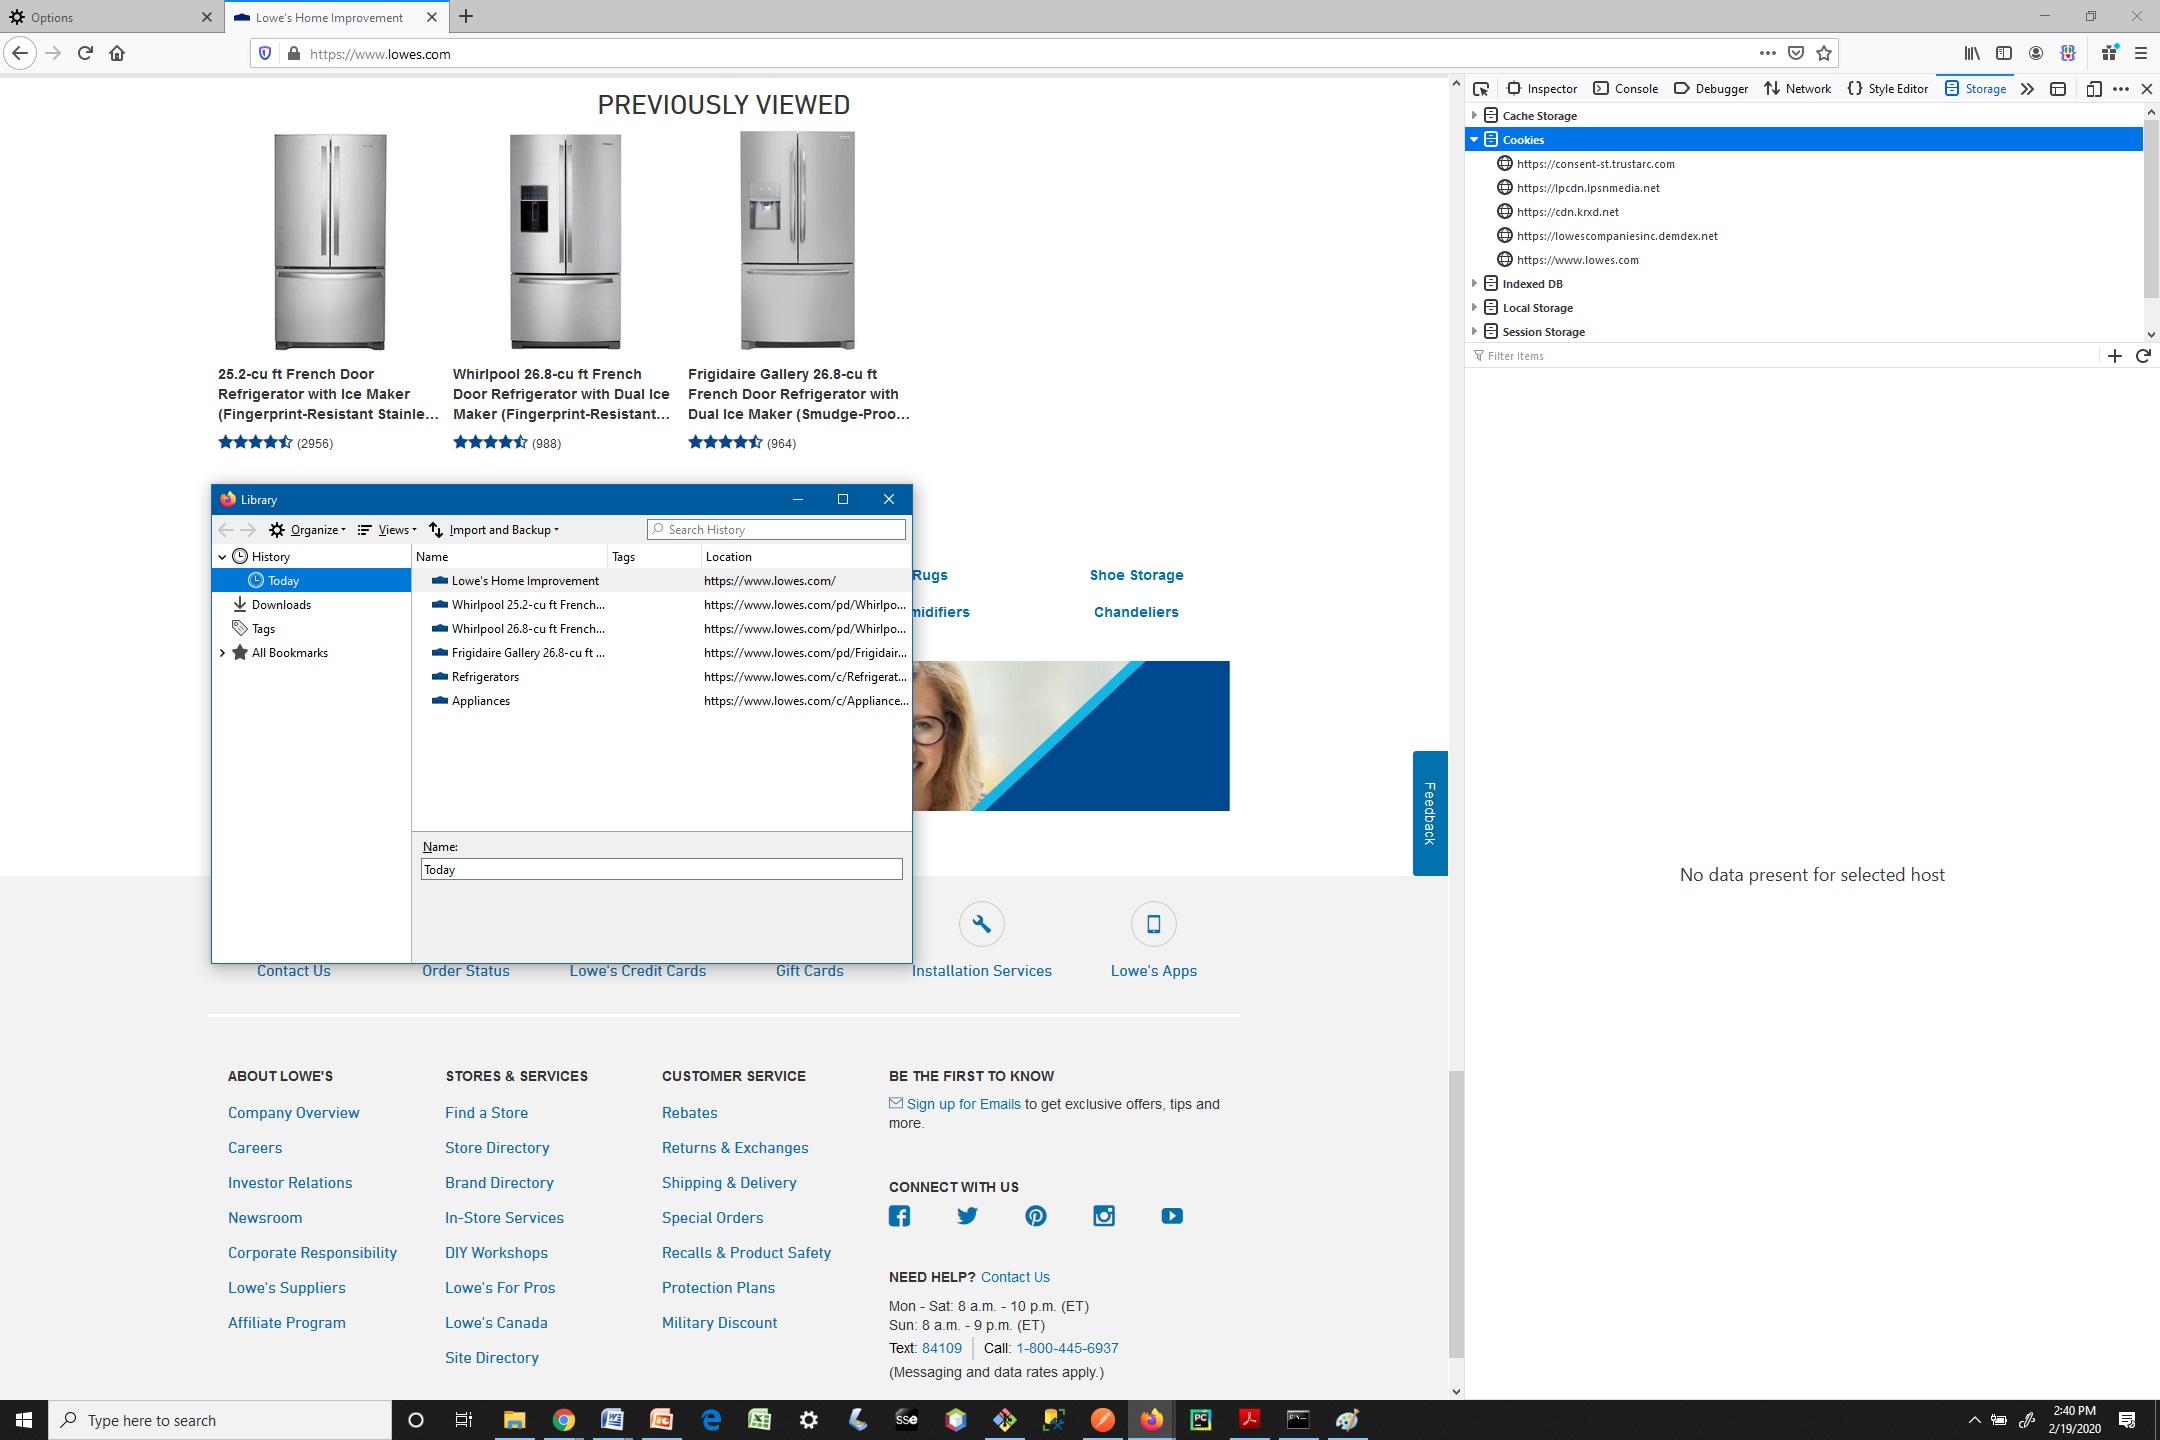 Options
Lowe's Home Improvement
https://www.lowes.com
PREVIOUSLY VIEWED
25.2-cu ft French Door
Refrigerator with Ice Maker
(Fingerprint-Resistant Stainle...
(2956)
Whirlpool 26.8-cu ft French
Door Refrigerator with Dual Ice
Maker (Fingerprint-Resistant...
(988)
Frigidaire Gallery 26.8-cu ft
French Door Refrigerator with
Dual Ice Maker (Smudge-Proo...
(964)
Library
Organize
Views
Import and Backup
Search History
History
Today
Downloads
Tags
All Bookmarks
Name Tags Location
Lowe's Home Improvement https://www.lowes.com/
Whirlpool 25.2-cu ft French... https://www.lowes.com/pd/Whirlpo...
Whirlpool 26.8-cu ft French... https://www.lowes.com/pd/Whirlpo...
Frigidaire Gallery 26.8-cu ft ... https://www.lowes.com/pd/Frigidair...
Refrigerators https://www.lowes.com/c/Refrigerat...
Appliances https://www.lowes.com/c/Appliance...
Name:
Today
Rugs
Shoe Storage
midifiers
Chandeliers
Feedback
Contact Us
Order Status
Lowe's Credit Cards
Gift Cards
Installation Services
Lowe's Apps
ABOUT LOWE'S
Company Overview
Careers
Investor Relations
Newsroom
Corporate Responsibility
Lowe's Suppliers
Affiliate Program
STORES & SERVICES
Find a Store
Store Directory
Brand Directory
In-Store Services
DIY Workshops
Lowe's For Pros
Lowe's Canada
Site Directory
CUSTOMER SERVICE
Rebates
Returns & Exchanges
Shipping & Delivery
Special Orders
Recalls & Product Safety
Protection Plans
Military Discount
BE THE FIRST TO KNOW
Sign up for Emails to get exclusive offers, tips and
more.
CONNECT WITH US
NEED HELP? Contact Us
Mon - Sat: 8 a.m. - 10 p.m. (ET)
Sun: 8 a.m. - 9 p.m. (ET)
Text: 84109 Call: 1-800-445-6937
(Messaging and data rates apply.)
Inspector
Console
Debugger
Network
Style Editor
Storage
Cache Storage
Cookies
https://consent-st.trustarc.com
https://lpcdn.lpsnmedia.net
https://cdn.krxd.net
https://lowescompaniesinc.demdex.net
https://www.lowes.com
Indexed DB
Local Storage
Session Storage
Filter Items
No data present for selected host
Type here to search
SSe
PC
2:40 PM
2/19/2020